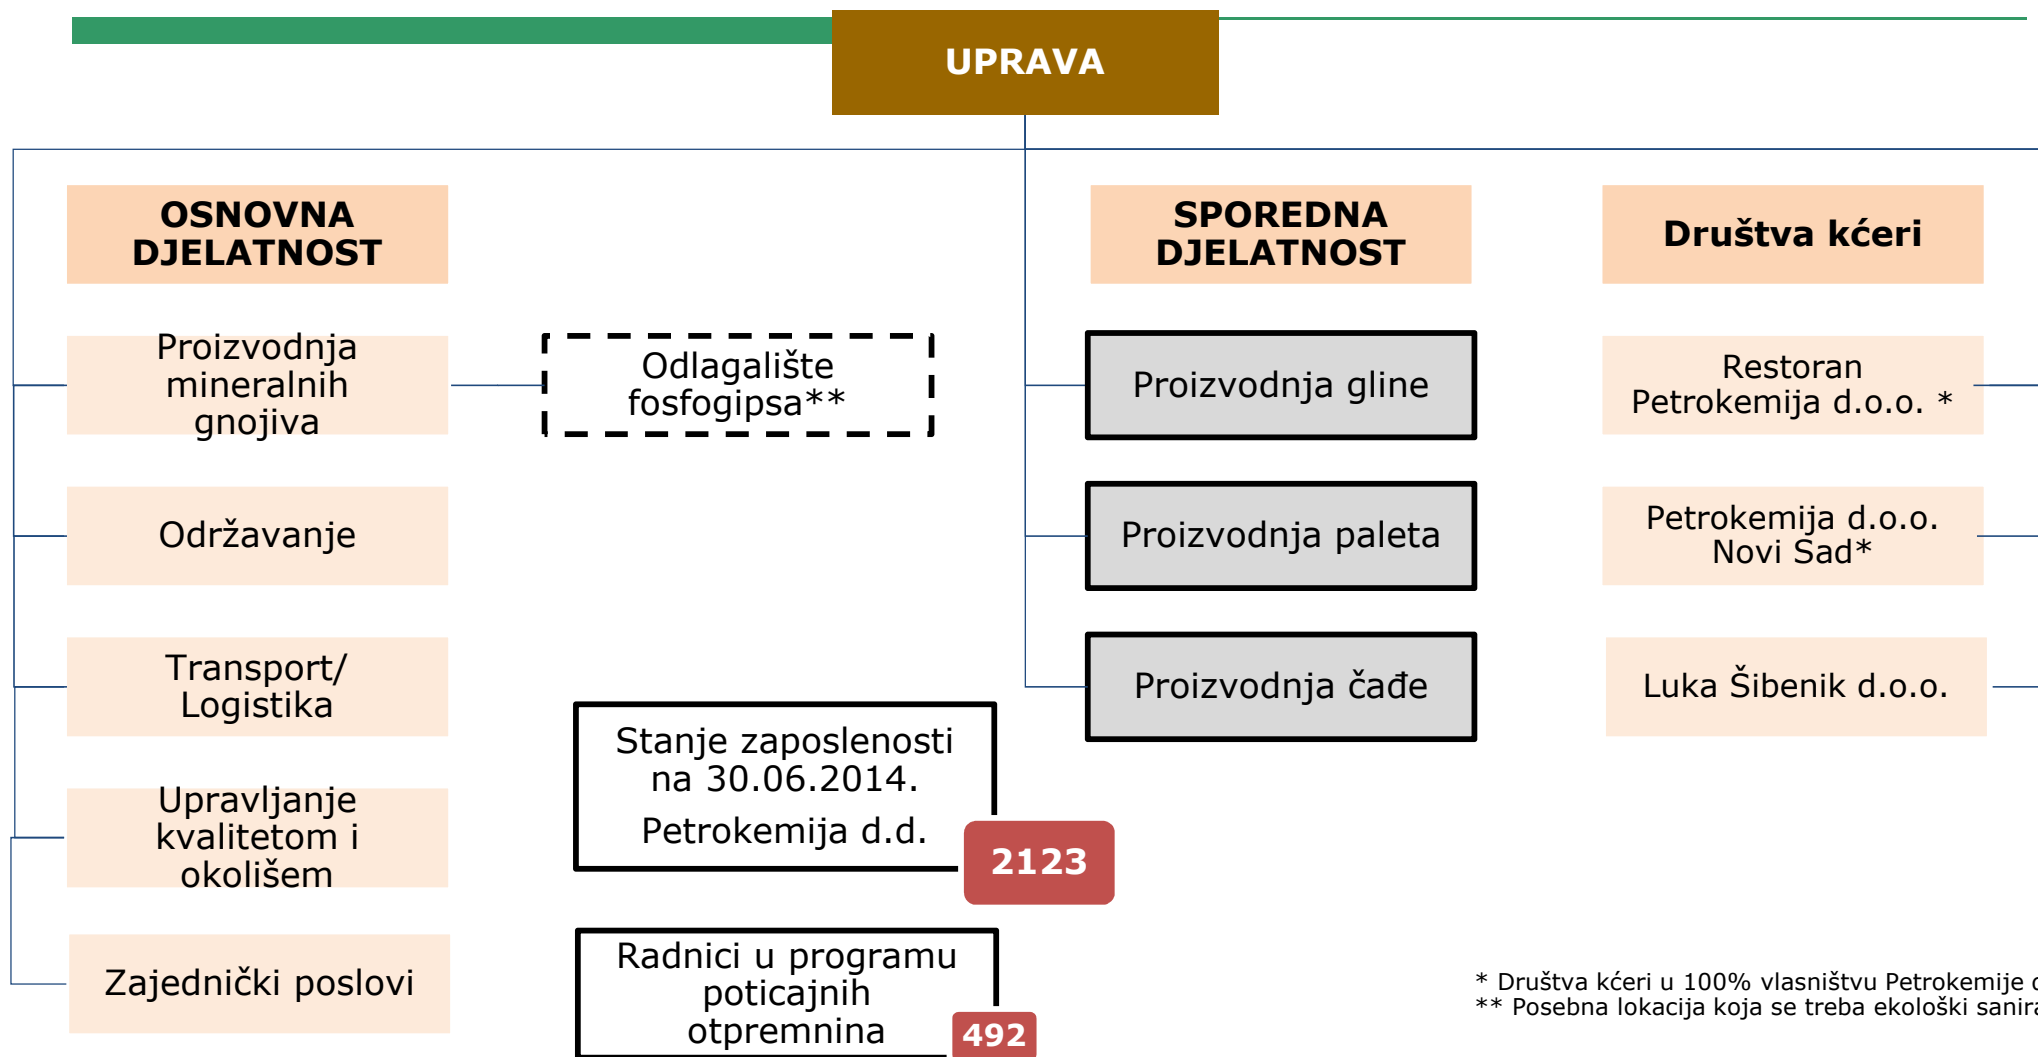 UPRAVA
OSNOVNA
DJELATNOST
SPOREDNA
DJELATNOST
Društva kćeri
Proizvodnja
mineralnih
gnojiva
Odlagalište
fosfogipsa**
Proizvodnja gline
Restoran
Petrokemija d.o.o. *
Održavanje
Proizvodnja paleta
Petrokemija d.o.o.
Novi Sad*
Transport/
Logistika
Proizvodnja čađe
Luka Šibenik d.o.o.
Stanje zaposlenosti
na 30.06.2014.
Petrokemija d.d.
2123
Upravljanje
kvalitetom i
okolišem
Zajednički poslovi
Radnici u programu
poticajnih
otpremnina
492
* Društva kćeri u 100% vlasništvu Petrokemije
** Posebna lokacija koja se treba ekološki